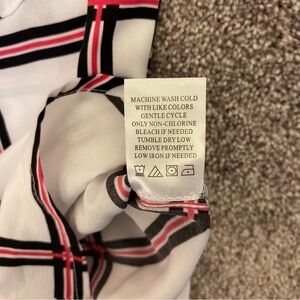 MACHINE WASH COLD
WITH LIKE COLORS
GENTLE CYCLE
ONLY NON-CHLORINE
BLEACH IF NEEDED
TUMBLE DRY LOW
REMOVE PROMPTLY
LOW IRON IF NEEDED